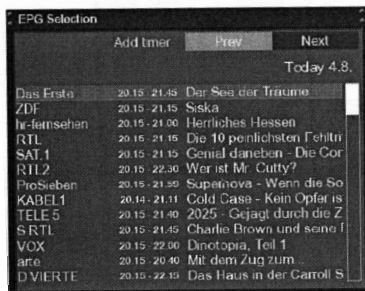 EPG Selection
Add timer Prev Next
Today 4.8.
Das Erste 20.15 - 21.45 Der See der Träume
ZDF 20.15 - 21.15 Siska
hr-fernsehen 20.15 - 21.00 Herrliches Hessen
RTL 20.15 - 21.15 Die 10 peinlichsten Fehltri
SAT.1 20.15 - 21.15 Genial daneben - Die Cor
RTL2 20.15 - 22.30 Wer ist Mr. Cutty?
ProSieben 20.15 - 21.59 Supernova - Wenn die So
KABEL1 20.14 - 21.11 Cold Case - Kein Opfer is
TELE 5 20.15 - 21.40 2025 - Gejagt durch die Z
S RTL 20.15 - 21.45 Charlie Brown und seine F
VOX 20.15 - 22.00 Dinotopia, Teil 1
arte 20.15 - 20.40 Mit dem Zug zum...
D VIERTE 20.15 - 22.15 Das Haus in der Carroll S